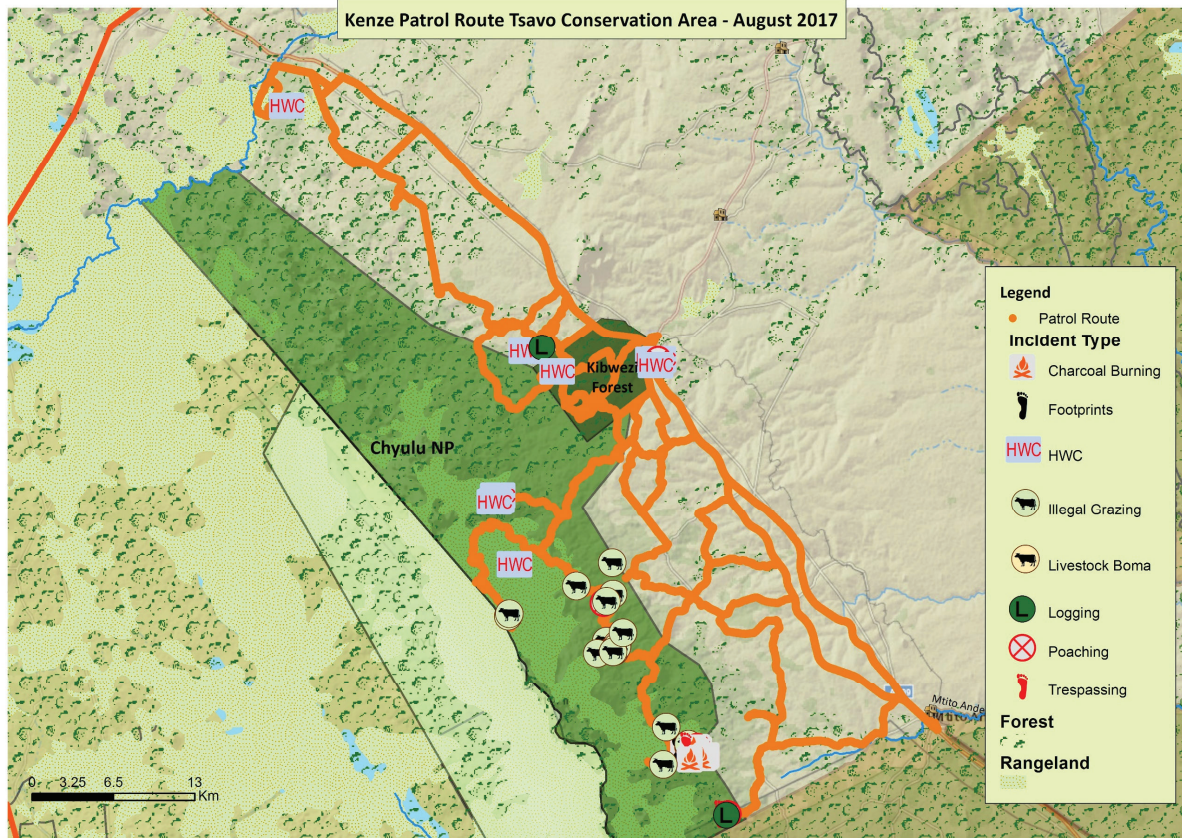 Kenze Patrol Route Tsavo Conservation Area - August 2017
HWC
HWC
L
HWC
HWC
Kibwezi
Forest
Chyulu NP
HWC
HWC
L
Mtito Ande
Legend
Patrol Route
Incident Type
Charcoal Burning
Footprints
HWC
HWC
Illegal Grazing
Livestock Boma
L
Logging
Poaching
Trespassing
Forest
Rangeland
0 3.25 6.5 13
Km